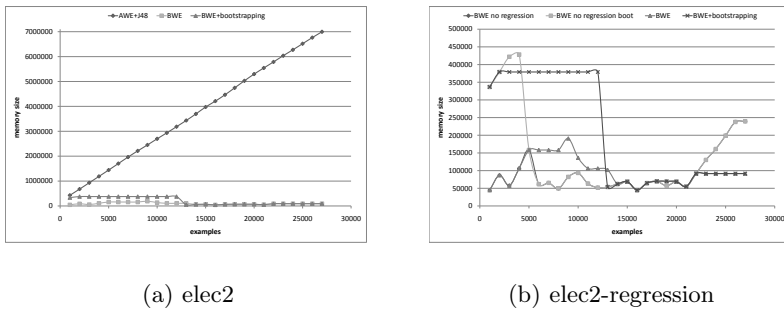 AWE+J48 BWE BWE+bootstrapping
7000000
6000000
5000000
4000000
3000000
2000000
1000000
0
memory size
0 5000 10000 15000 20000 25000 30000
examples
(a) elec2
BWE no regression BWE no regression boot BWE BWE+bootstrapping
500000
450000
400000
350000
300000
250000
200000
150000
100000
50000
0
memory size
0 5000 10000 15000 20000 25000 30000
examples
(b) elec2-regression